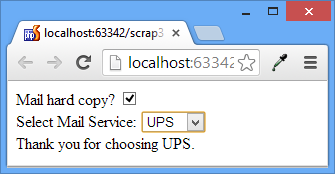 localhost:63342/scrap3
localhost:63342
Mail hard copy?
Select Mail Service: UPS
Thank you for choosing UPS.